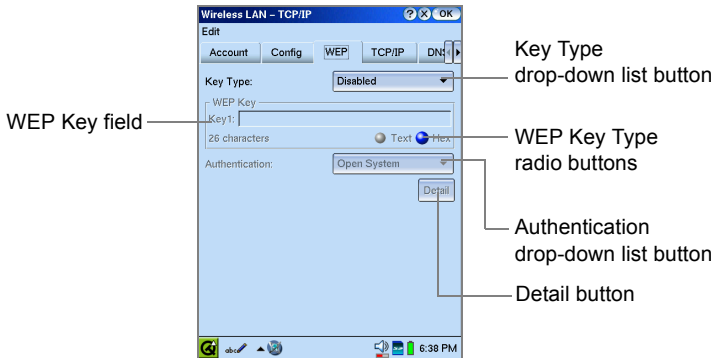 Wireless LAN – TCP/IP ? X OK
Edit
Account Config WEP TCP/IP DNS
Key Type: Disabled
WEP Key
Key1:
26 characters Text Hex
Authentication: Open System
Detail
abc 6:38 PM
WEP Key field
Key Type
drop-down list button
WEP Key Type
radio buttons
Authentication
drop-down list button
Detail button